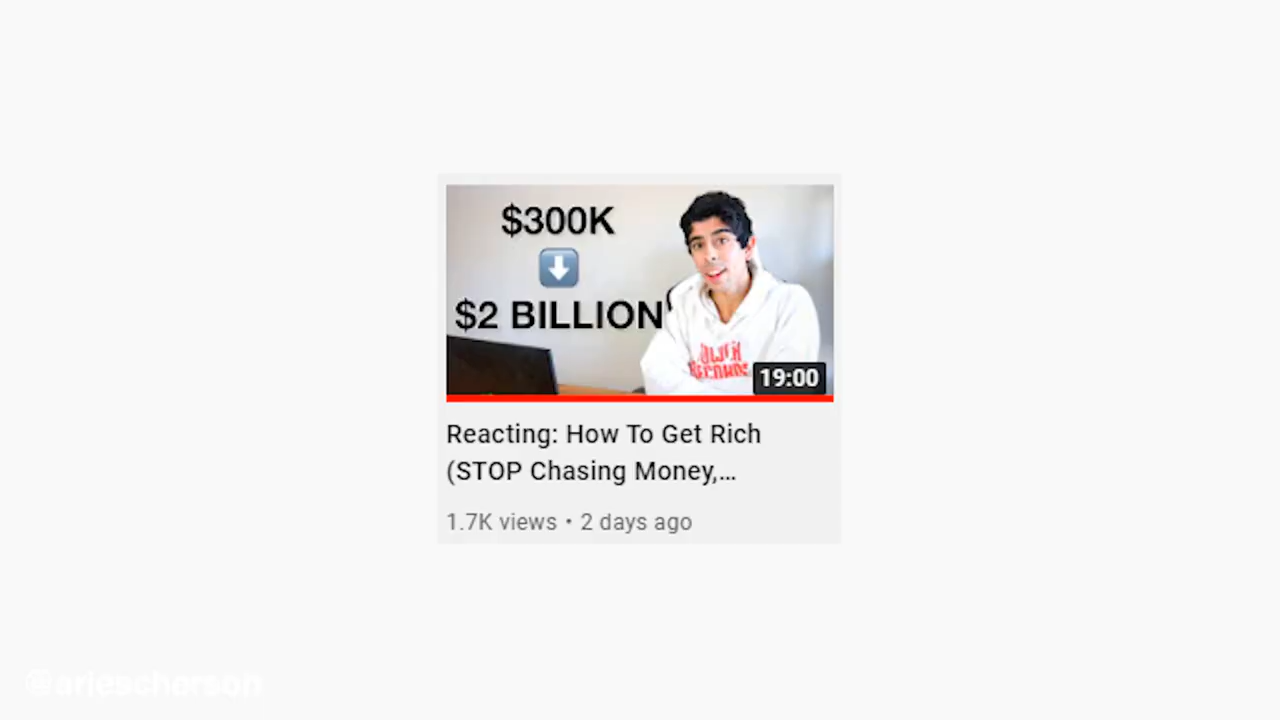 $300K
$2 BILLION
19:00
Reacting: How To Get Rich
(STOP Chasing Money,…
1.7K views • 2 days ago
@ariescherson